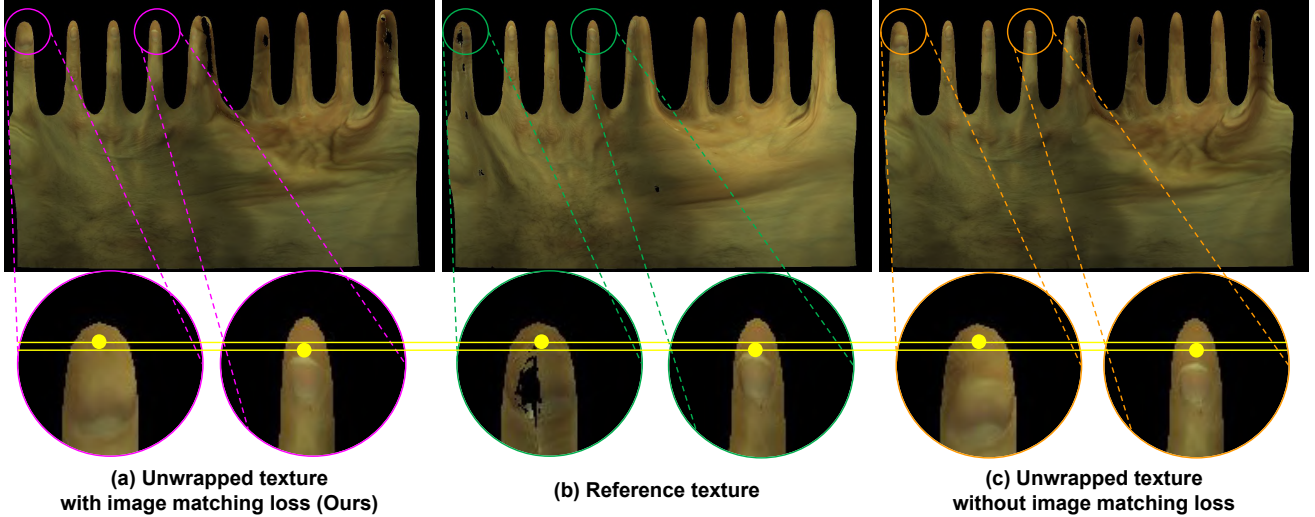 (a) Unwrapped texture
with image matching loss (Ours)
(b) Reference texture
(c) Unwrapped texture
without image matching loss